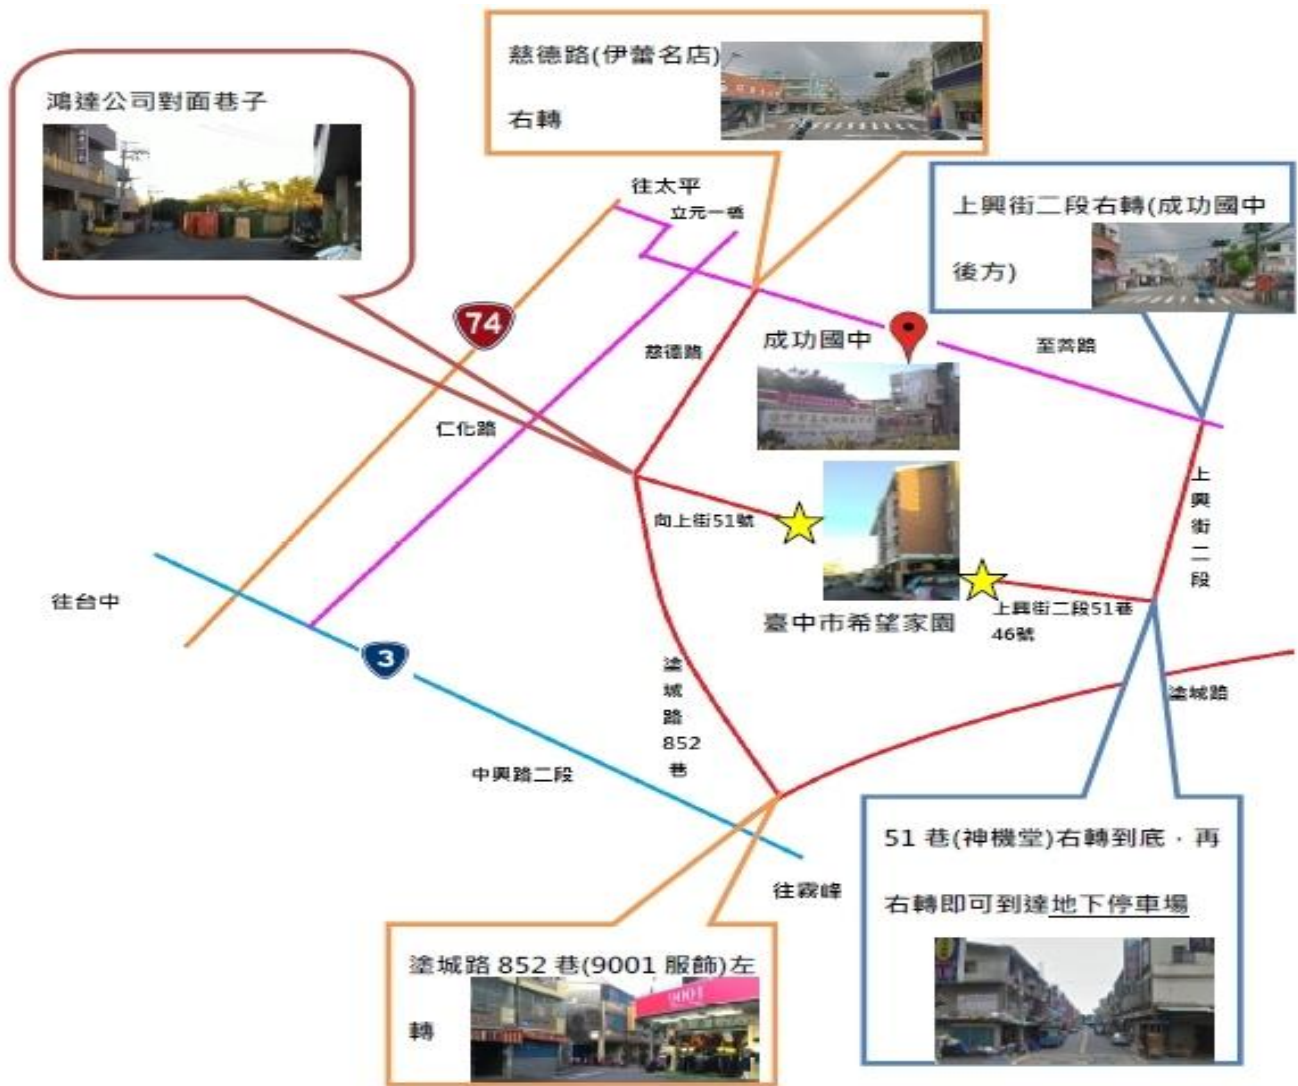 慈德路(伊蕾名店)
右轉
鴻達公司對面巷子
往太平
立元一橋
上興街二段右轉(成功國中
後方)
74
慈德路
成功國中
至善路
仁化路
上興街二段
向上街51號
往台中
上興街二段51巷
46號
臺中市希望家園
3
塗城路852巷
塗城路
中興路二段
51 巷(神機堂)右轉到底，再
右轉即可到達地下停車場
往霧峰
塗城路 852 巷(9001 服飾)左
轉
9001